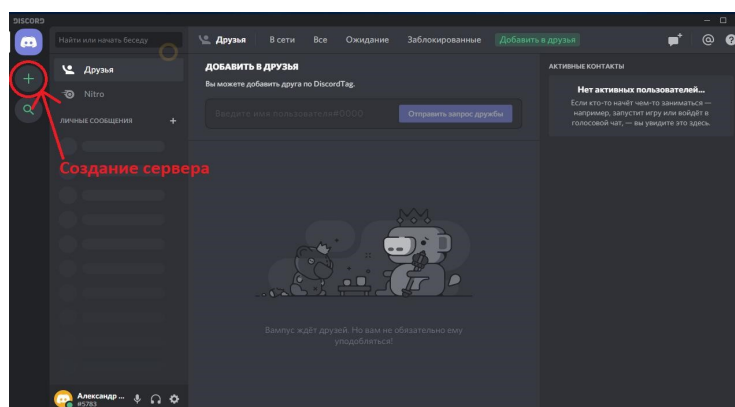 DISCORD
Найти или начать беседу
Друзья
В сети
Все
Ожидание
Заблокированные
Добавить в друзья
Друзья
Nitro
ЛИЧНЫЕ СООБЩЕНИЯ
ДОБАВИТЬ В ДРУЗЬЯ
Вы можете добавить друга по DiscordTag.
Введите имя пользователя#0000
Отправить запрос дружбы
Создание сервера
Вампус ждёт друзей. Но вам не обязательно ему
уподобляться!
АКТИВНЫЕ КОНТАКТЫ
Нет активных пользователей...
Если кто-то начнёт чем-то заниматься —
например, запустит игру или войдёт в
голосовой чат, — вы увидите это здесь.
Александр ...
#5783